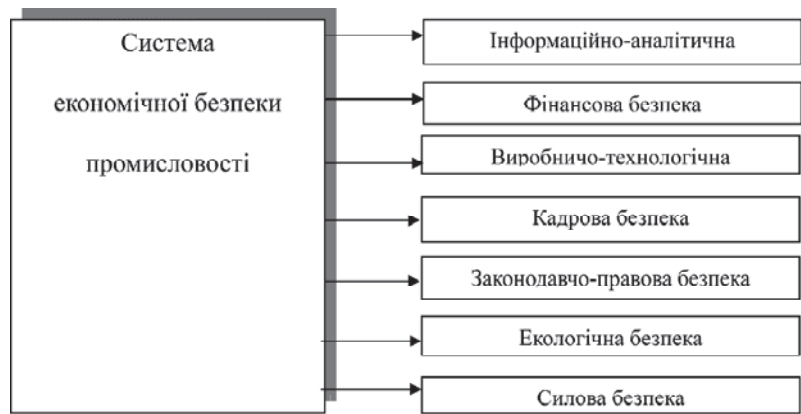 Система
економічної безпеки
промисловості
Інформаційно-аналітична
Фінансова безпека
Виробничо-технологічна
Кадрова безпека
Законодавчо-правова безпека
Екологічна безпека
Силова безпека